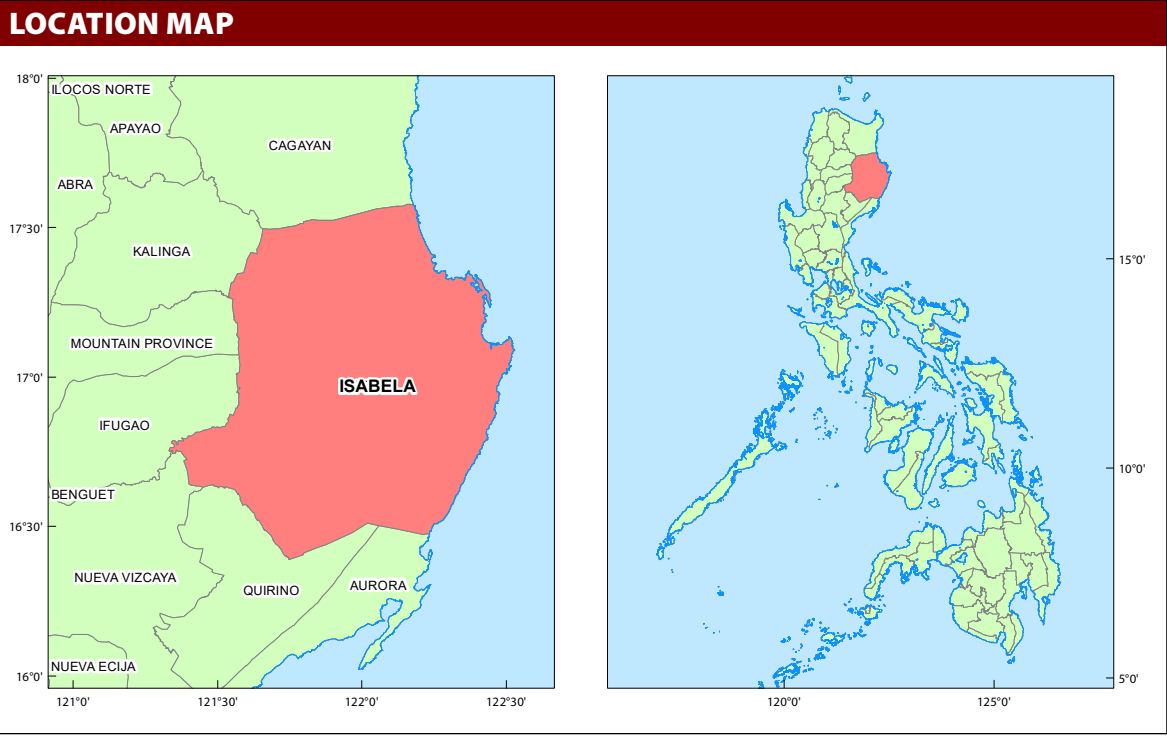 LOCATION MAP
18°0'
ILOCOS NORTE
APAYAO
CAGAYAN
ABRA
17°30'
KALINGA
MOUNTAIN PROVINCE
17°0'
ISABELA
IFUGAO
BENGUET
16°30'
NUEVA VIZCAYA
QUIRINO
AURORA
NUEVA ECIJA
16°0'
121°0'
121°30'
122°0'
122°30'
15°0'
10°0'
5°0'
120°0'
125°0'